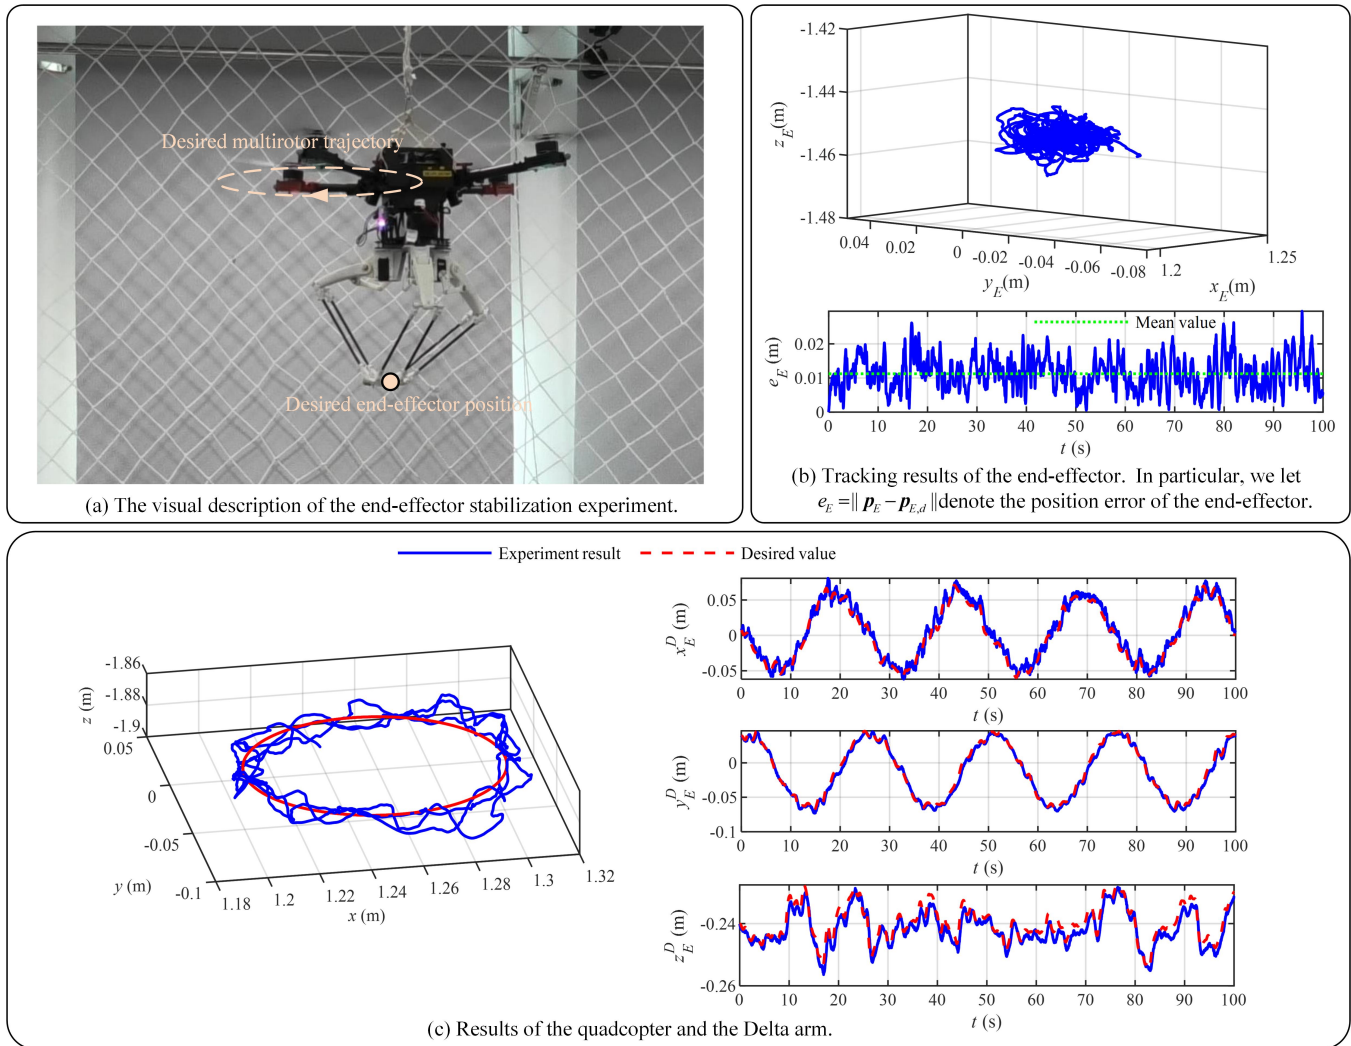 Desired multirotor trajectory
Desired end-effector position
(a) The visual description of the end-effector stabilization experiment.
-1.42
-1.44
-1.46
-1.48
z_E(m)
0.04
0.02
0
-0.02
-0.04
-0.06
-0.08
y_E(m)
1.2
1.25
x_E(m)
Mean value
0.02
0.01
0
e_E (m)
0 10 20 30 40 50 60 70 80 90 100
t (s)
(b) Tracking results of the end-effector. In particular, we let
e_E =|| p_E − p_E,d || denote the position error of the end-effector.
Experiment result
Desired value
-1.86
-1.88
-1.9
z (m)
0.05
0
-0.05
-0.1
y (m)
1.18 1.2 1.22 1.24 1.26 1.28 1.3 1.32
x (m)
0.05
0
-0.05
x_E^D (m)
0 10 20 30 40 50 60 70 80 90 100
t (s)
0
-0.05
-0.1
y_E^D (m)
0 10 20 30 40 50 60 70 80 90 100
t (s)
-0.24
-0.26
z_E^D (m)
0 10 20 30 40 50 60 70 80 90 100
t (s)
(c) Results of the quadcopter and the Delta arm.